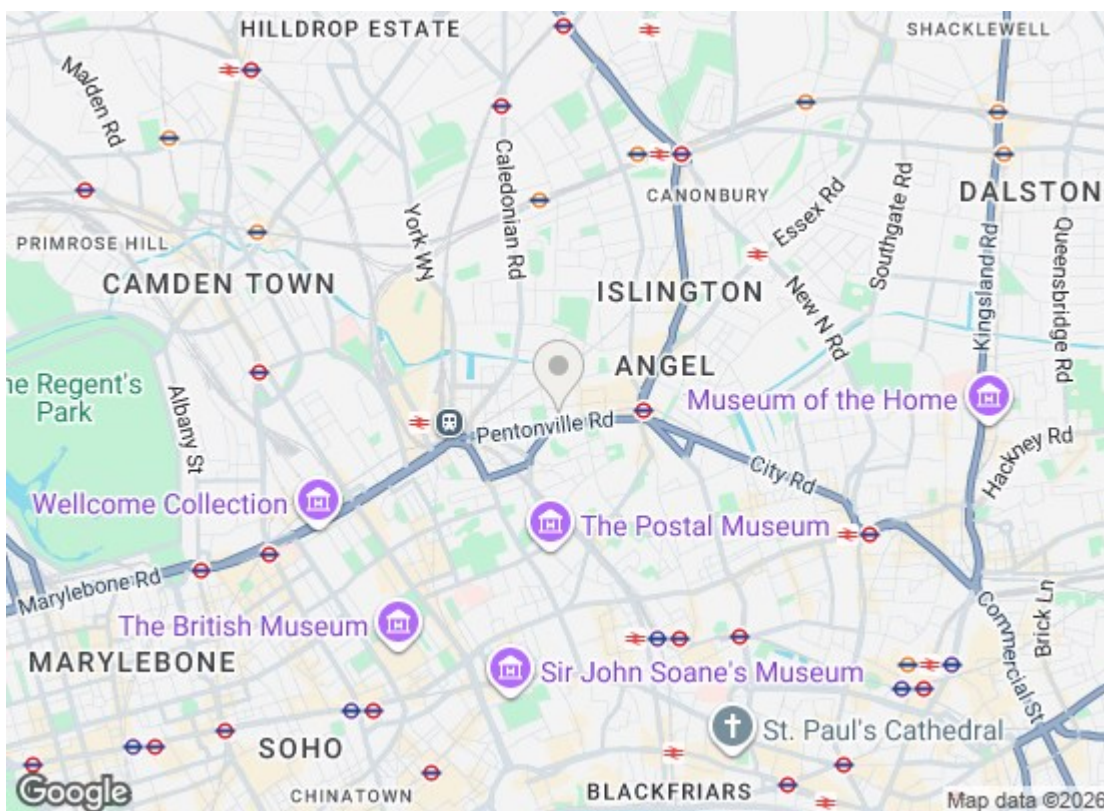 HILLDROP ESTATE
SHACKLEWELL
Malden Rd
Caledonian Rd
CANONBURY
Essex Rd
Southgate Rd
DALSTON
York Wy
PRIMROSE HILL
CAMDEN TOWN
ISLINGTON
New N Rd
Kingsland Rd
Queensbridge Rd
ANGEL
he Regent's
Park
Albany St
Museum of the Home
Pentonville Rd
City Rd
Hackney Rd
Wellcome Collection
The Postal Museum
Marylebone Rd
The British Museum
Commercial St
Brick Ln
MARYLEBONE
Sir John Soane's Museum
SOHO
St. Paul's Cathedral
CHINATOWN
BLACKFRIARS
Google
Map data ©2026